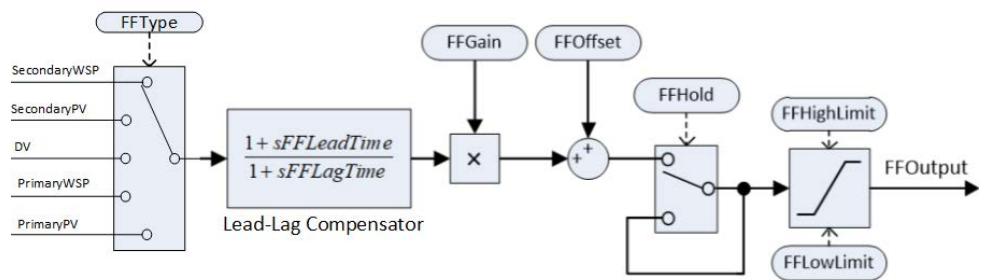 FFType
SecondaryWSP
SecondaryPV
DV
PrimaryWSP
PrimaryPV
1 + sFFLeadTime
1 + sFFLagTime
Lead-Lag Compensator
FFGain
×
FFOffset
+
+
FFHold
FFHighLimit
FFLowLimit
FFOutput